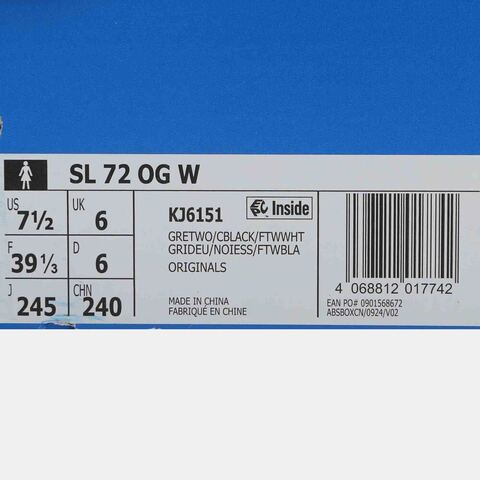 SL 72 OG W
US 7½ UK 6
F 39⅓ D 6
J 245 CHN 240
KJ6151 Inside
GRETWO/CBLACK/FTWWHT
GRIDEU/NOIESS/FTWBLA
ORIGINALS
MADE IN CHINA
FABRIQUÉ EN CHINE
4 068812 017742
EAN PO# 0901568672
ABSBOXCN/0924/V02